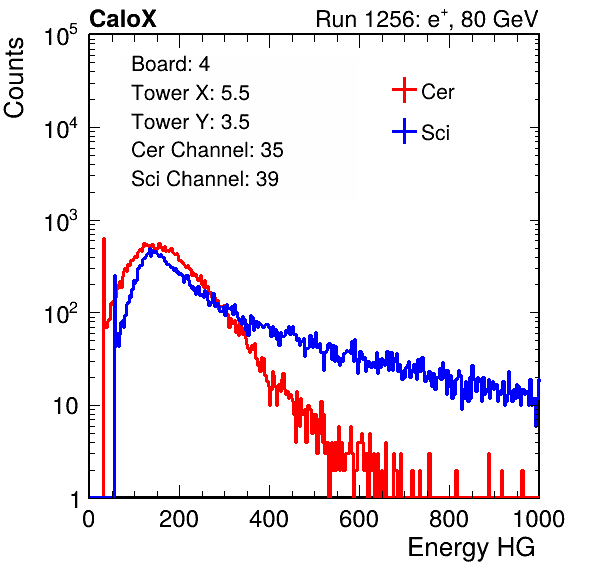 CaloX Run 1256: e⁺, 80 GeV
Counts
10⁵
10⁴
10³
10²
10
1
Board: 4
Tower X: 5.5
Tower Y: 3.5
Cer Channel: 35
Sci Channel: 39
Cer
Sci
0 200 400 600 800 1000
Energy HG